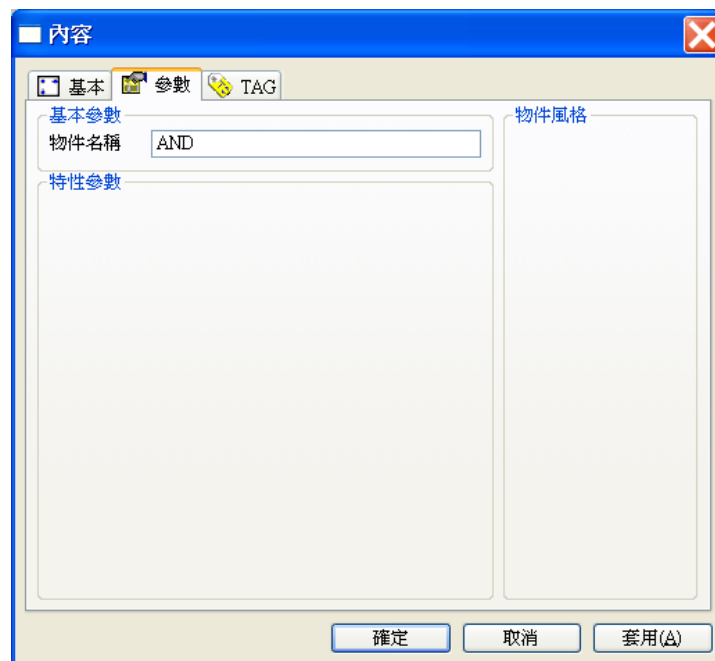 內容
基本 參數 TAG
基本參數
物件名稱 AND
特性參數
物件風格
確定 取消 套用(A)